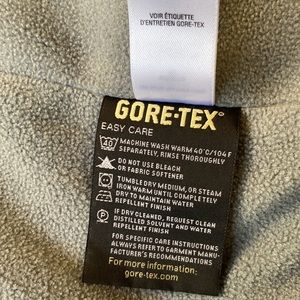 VOIR ÉTIQUETTE
D'ENTRETIEN GORE-TEX
GORE-TEX®
EASY CARE
40
MACHINE WASH WARM 40°C/104 F
SEPARATELY, RINSE THOROUGHLY
DO NOT USE BLEACH
OR FABRIC SOFTENER
TUMBLE DRY MEDIUM, OR STEAM
IRON WARM UNTIL COMPLETELY
DRY TO MAINTAIN WATER
REPELLENT FINISH
P
IF DRY CLEANED, REQUEST CLEAN
DISTILLED SOLVENT AND WATER
REPELLENT FINISH
FOR SPECIFIC CARE INSTRUCTIONS
ALWAYS REFER TO GARMENT MANU-
FACTURER'S RECOMMENDATIONS
For more information:
gore-tex.com